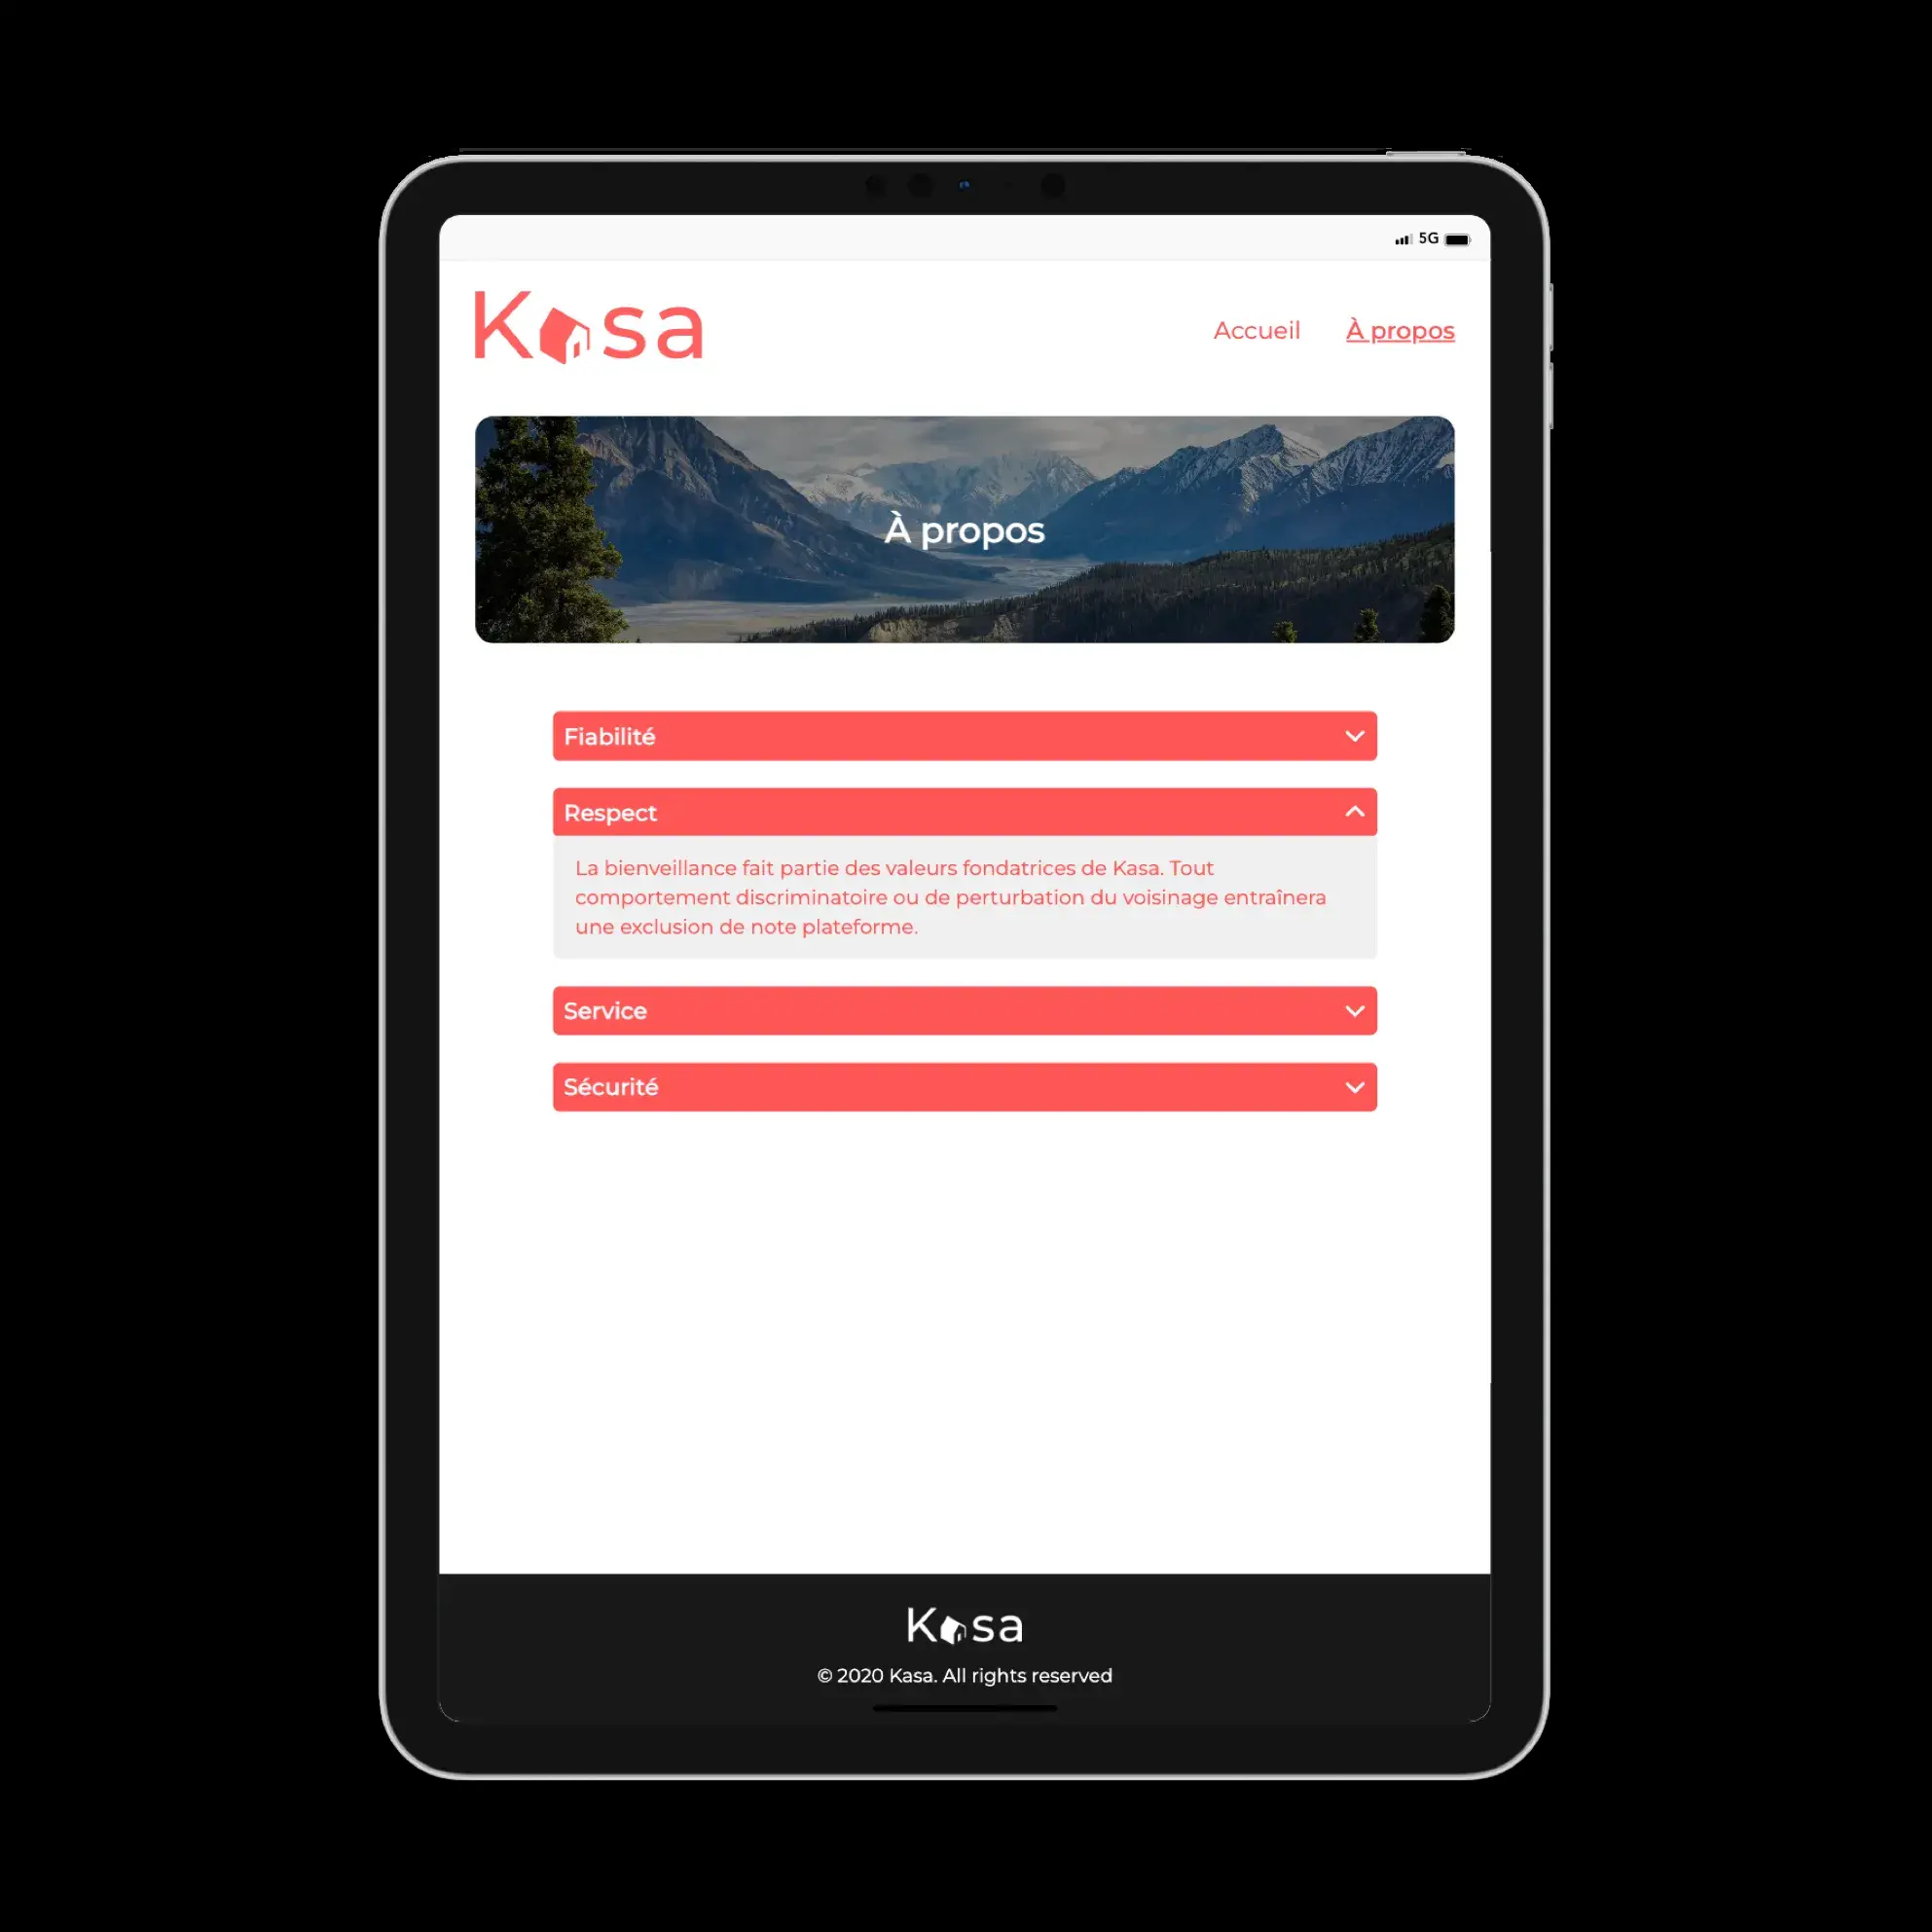 5G
Kasa
Accueil À propos
À propos
Fiabilité
Respect
La bienveillance fait partie des valeurs fondatrices de Kasa. Tout
comportement discriminatoire ou de perturbation du voisinage entraînera
une exclusion de note plateforme.
Service
Sécurité
Kasa
© 2020 Kasa. All rights reserved